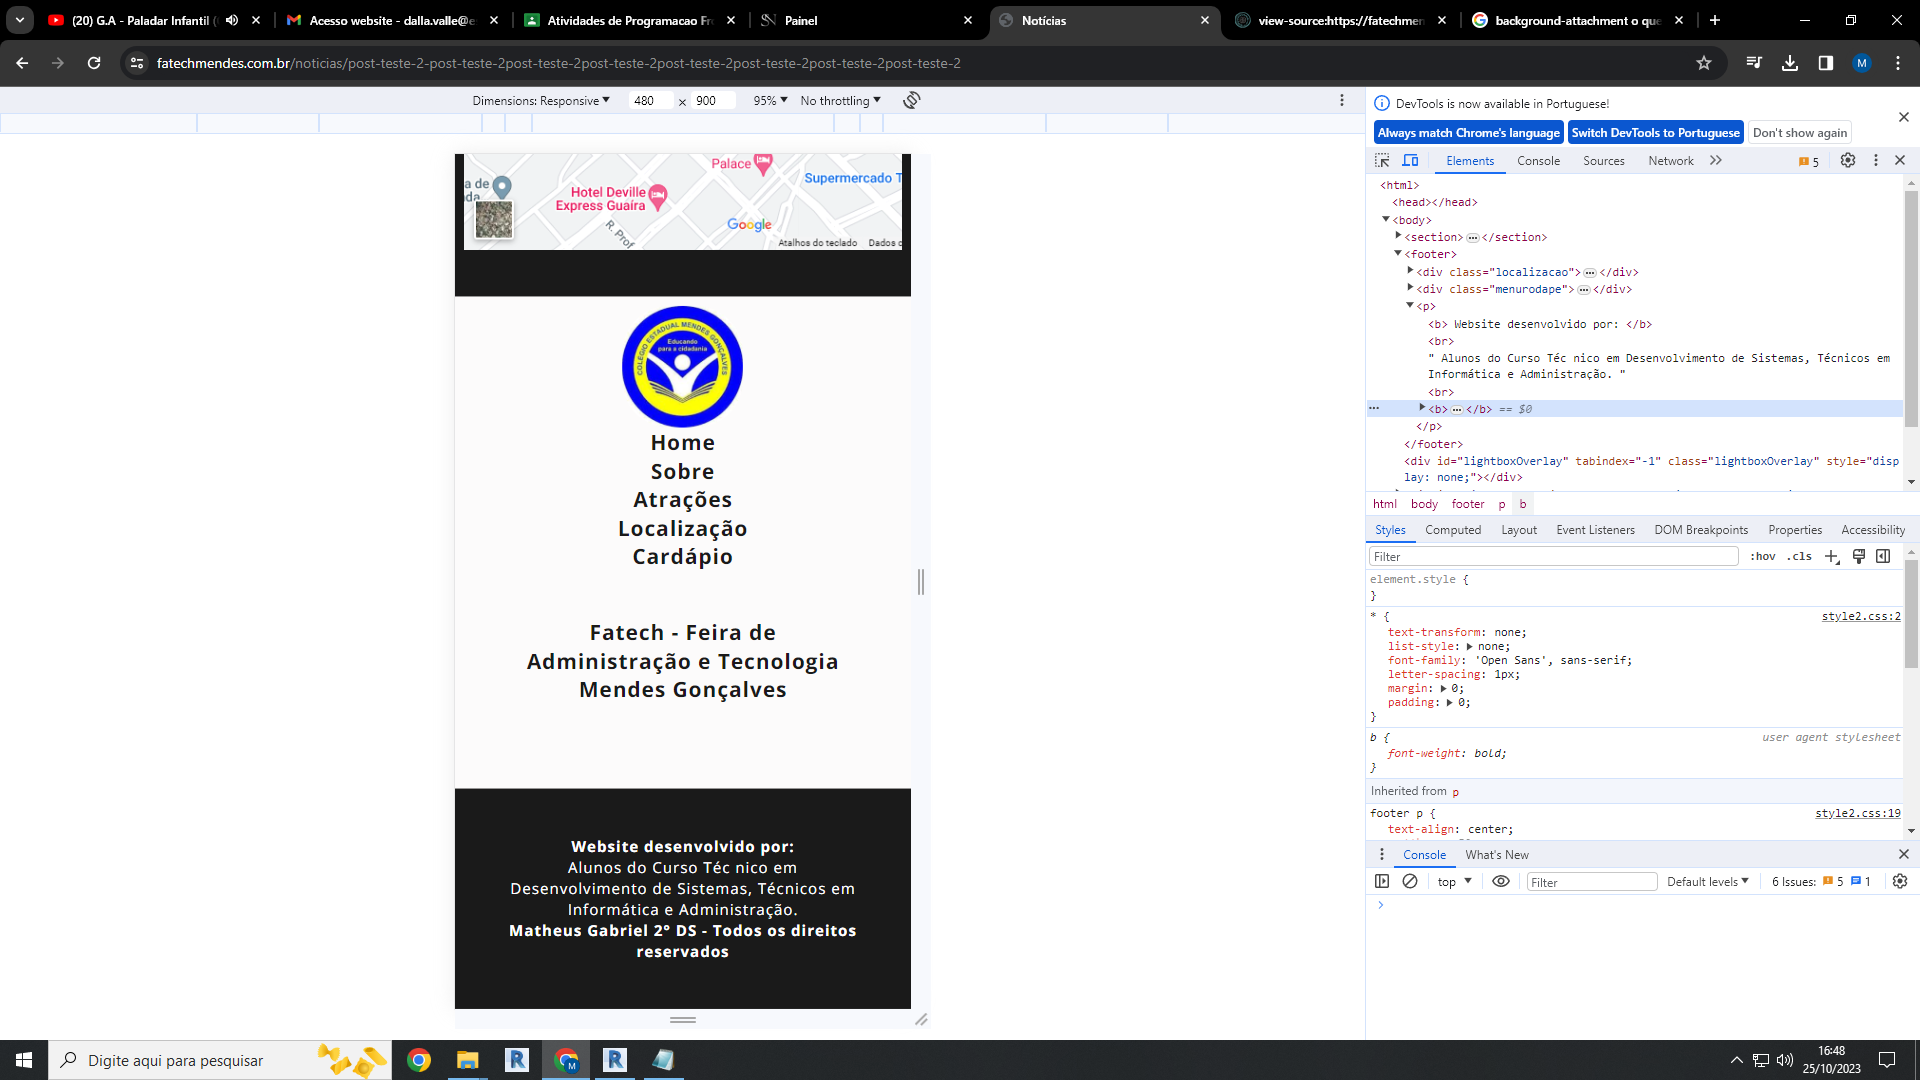 (20) G.A - Paladar Infantil
Acesso website - dalla.valle@e
Atividades de Programacao Fr
Painel
Notícias
view-source:https://fatechmen
background-attachment o que
fatechmendes.com.br/noticias/post-teste-2-post-teste-2post-teste-2post-teste-2post-teste-2post-teste-2post-teste-2post-teste-2
M
Dimensions: Responsive
480 × 900
95%
No throttling
DevTools is now available in Portuguese!
Always match Chrome's language
Switch DevTools to Portuguese
Don't show again
Elements
Console
Sources
Network
5
Palace
Supermercado T
a de
Hotel Deville
Express Guaíra
R. Prof
Google
Atalhos do teclado
Dados c
COLÉGIO ESTADUAL MENDES GONÇALVES
Educando
para a cidadania
Home
Sobre
Atrações
Localização
Cardápio
Fatech - Feira de
Administração e Tecnologia
Mendes Gonçalves
Website desenvolvido por:
Alunos do Curso Téc nico em
Desenvolvimento de Sistemas, Técnicos em
Informática e Administração.
Matheus Gabriel 2° DS - Todos os direitos
reservados
<html>
<head></head>
<body>
<section>…</section>
<footer>
<div class="localizacao">…</div>
<div class="menurodape">…</div>
<p>
<b> Website desenvolvido por: </b>
<br>
" Alunos do Curso Téc nico em Desenvolvimento de Sistemas, Técnicos em
Informática e Administração. "
<br>
<b>…</b> == $0
</p>
</footer>
<div id="lightboxOverlay" tabindex="-1" class="lightboxOverlay" style="disp
lay: none;"></div>
html body footer p b
Styles
Computed
Layout
Event Listeners
DOM Breakpoints
Properties
Accessibility
Filter
:hov .cls
element.style {
}
* {
style2.css:2
text-transform: none;
list-style: none;
font-family: 'Open Sans', sans-serif;
letter-spacing: 1px;
margin: 0;
padding: 0;
}
b {
user agent stylesheet
font-weight: bold;
}
Inherited from p
footer p {
style2.css:19
text-align: center;
Console
What's New
top
Filter
Default levels
6 Issues: 5 1
Digite aqui para pesquisar
R
M
R
16:48
25/10/2023